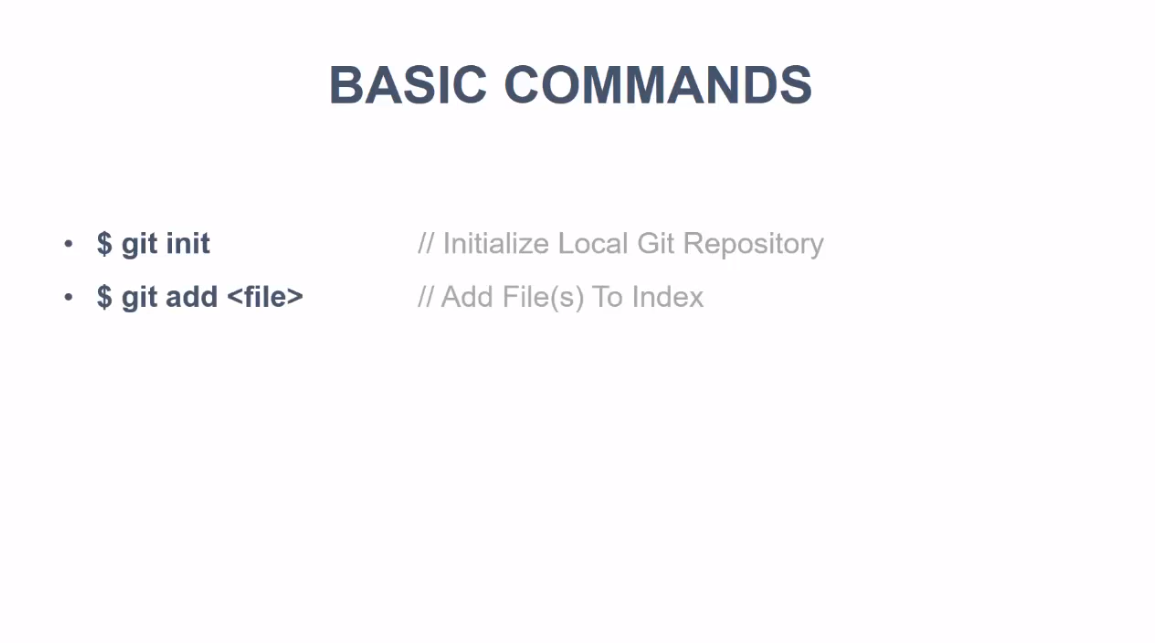 BASIC COMMANDS
• $ git init // Initialize Local Git Repository
• $ git add <file> // Add File(s) To Index